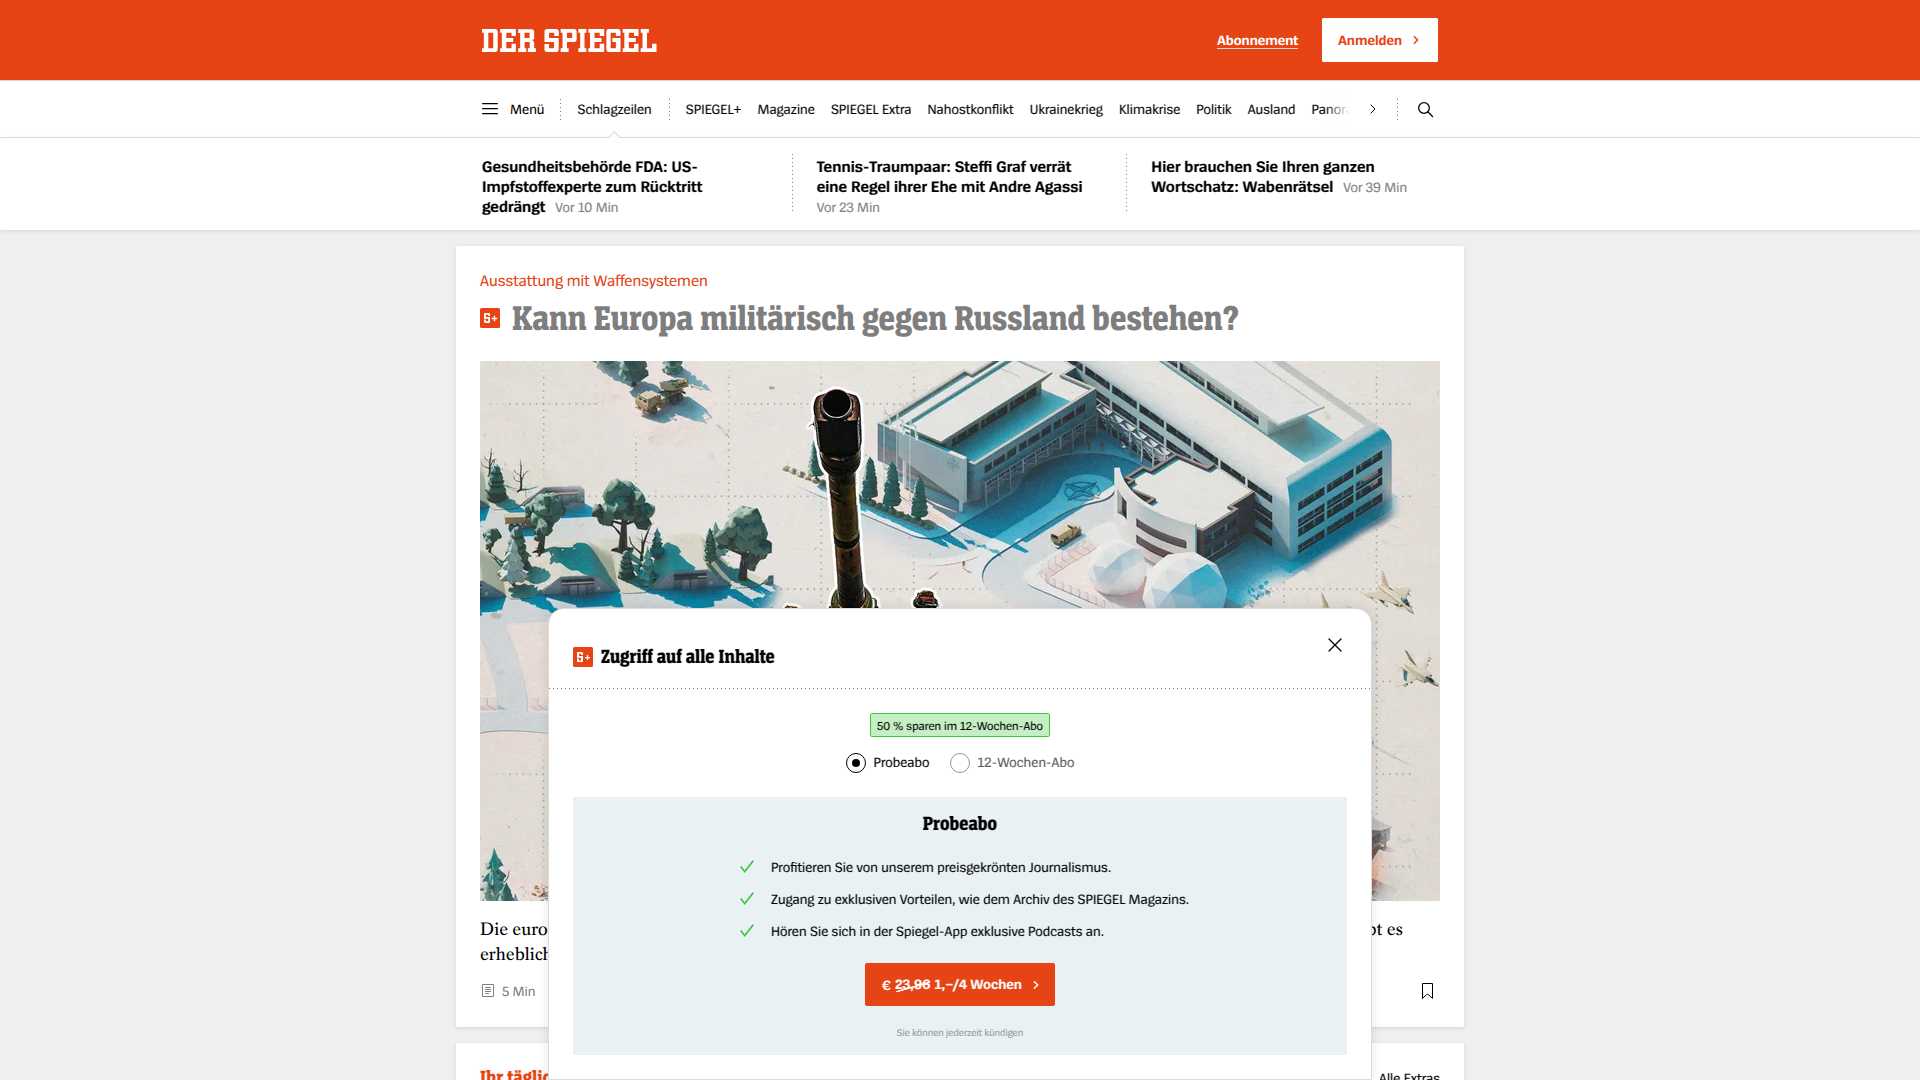 DER SPIEGEL
Abonnement
Anmelden
Menü
Schlagzeilen
SPIEGEL+
Magazine
SPIEGEL Extra
Nahostkonflikt
Ukrainekrieg
Klimakrise
Politik
Ausland
Gesundheitsbehörde FDA: US-
Impfstoffexperte zum Rücktritt
gedrängt Vor 10 Min
Tennis-Traumpaar: Steffi Graf verrät
eine Regel ihrer Ehe mit Andre Agassi
Vor 23 Min
Hier brauchen Sie Ihren ganzen
Wortschatz: Wabenrätsel Vor 39 Min
Ausstattung mit Waffensystemen
S+ Kann Europa militärisch gegen Russland bestehen?
S+ Zugriff auf alle Inhalte
50 % sparen im 12-Wochen-Abo
Probeabo
12-Wochen-Abo
Probeabo
Profitieren Sie von unserem preisgekrönten Journalismus.
Zugang zu exklusiven Vorteilen, wie dem Archiv des SPIEGEL Magazins.
Hören Sie sich in der Spiegel-App exklusive Podcasts an.
€ 23,96 1,–/4 Wochen
Sie können jederzeit kündigen
Die euro
es
erheblich
5 Min
Ihr
Alle Extras